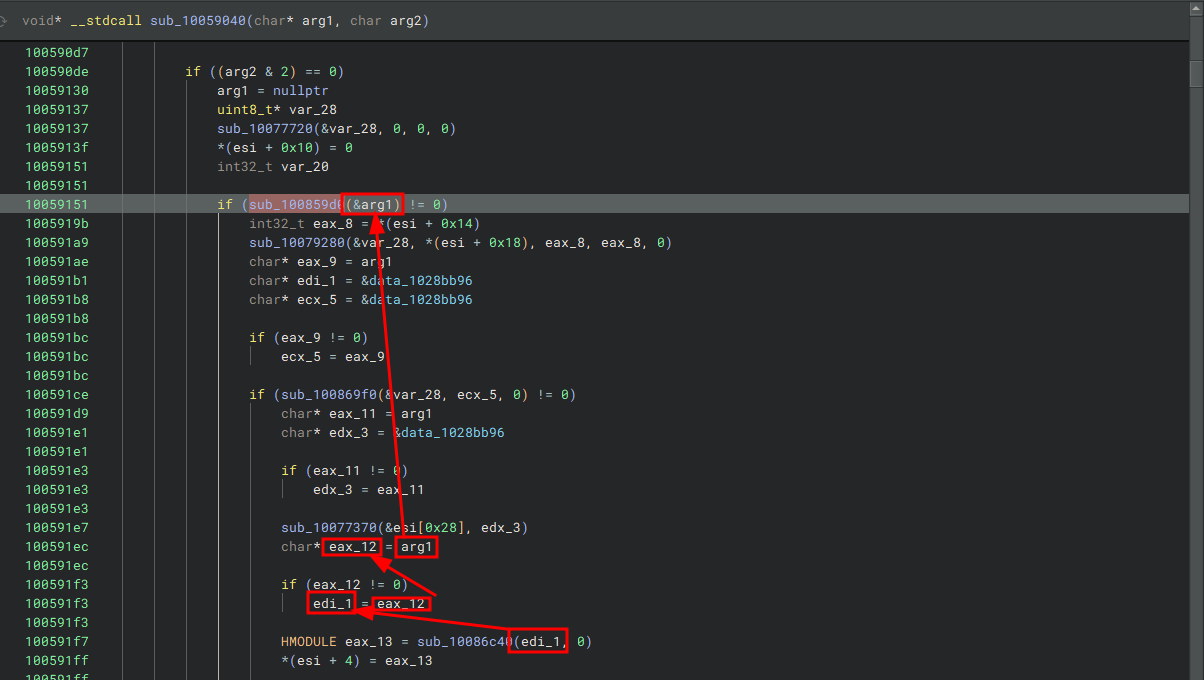 void* __stdcall sub_10059040(char* arg1, char arg2)
100590d7
100590de if ((arg2 & 2) == 0)
10059130 arg1 = nullptr
10059137 uint8_t* var_28
10059137 sub_10077720(&var_28, 0, 0, 0)
1005913f *(esi + 0x10) = 0
10059151 int32_t var_20
10059151
10059151 if (sub_100859d0(&arg1) != 0)
1005919b int32_t eax_8 = *(esi + 0x14)
100591a9 sub_10079280(&var_28, *(esi + 0x18), eax_8, eax_8, 0)
100591ae char* eax_9 = arg1
100591b1 char* edi_1 = &data_1028bb96
100591b8 char* ecx_5 = &data_1028bb96
100591b8
100591bc if (eax_9 != 0)
100591bc ecx_5 = eax_9
100591bc
100591ce if (sub_100869f0(&var_28, ecx_5, 0) != 0)
100591d9 char* eax_11 = arg1
100591e1 char* edx_3 = &data_1028bb96
100591e1
100591e3 if (eax_11 != 0)
100591e3 edx_3 = eax_11
100591e3
100591e7 sub_10077370(&esi[0x28], edx_3)
100591ec char* eax_12 = arg1
100591ec
100591f3 if (eax_12 != 0)
100591f3 edi_1 = eax_12
100591f3
100591f7 HMODULE eax_13 = sub_10086c40(edi_1, 0)
100591ff *(esi + 4) = eax_13
100591ff